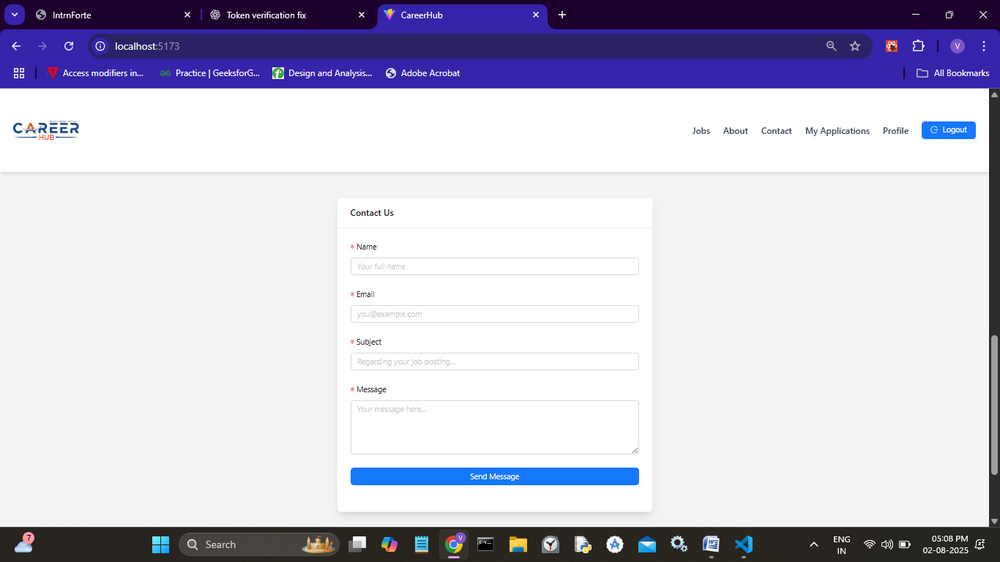 IntrnForte
Token verification fix
CareerHub
localhost:5173
V
Access modifiers in...
Practice | GeeksforG...
Design and Analysis...
Adobe Acrobat
All Bookmarks
CAREER
HUB
Jobs
About
Contact
My Applications
Profile
Logout
Contact Us
* Name
Your full name
* Email
you@example.com
* Subject
Regarding your job posting...
* Message
Your message here...
Send Message
7
Search
V
ENG
IN
05:08 PM
02-08-2025